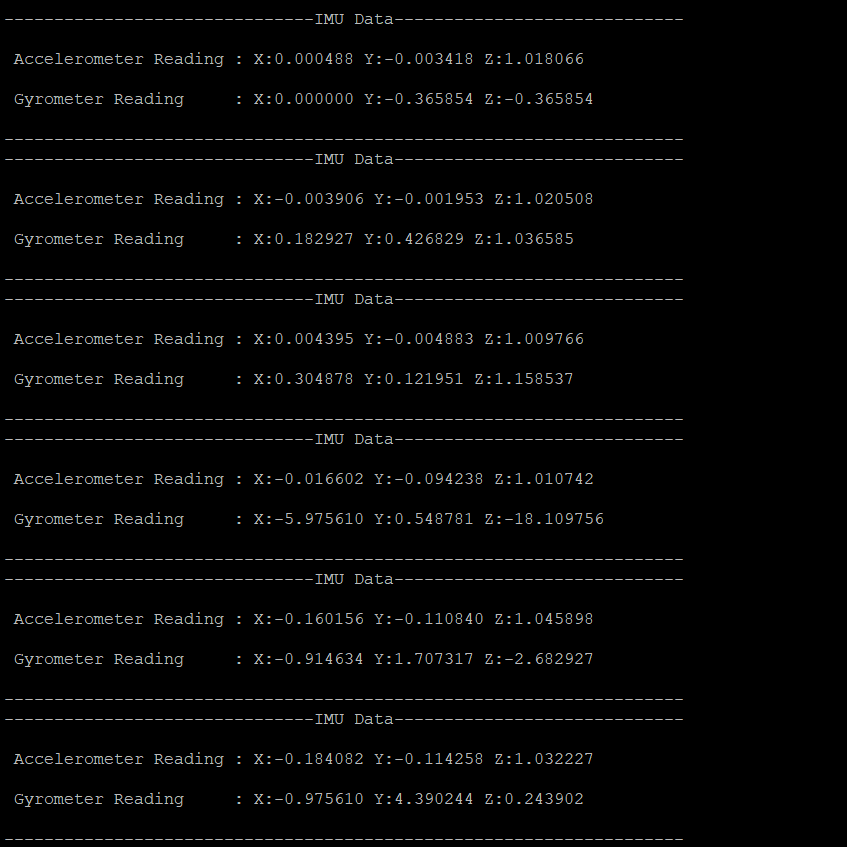 -------------------------------IMU Data-----------------------------
Accelerometer Reading : X:0.000488 Y:-0.003418 Z:1.018066
Gyrometer Reading     : X:0.000000 Y:-0.365854 Z:-0.365854
--------------------------------------------------------------------
-------------------------------IMU Data-----------------------------
Accelerometer Reading : X:-0.003906 Y:-0.001953 Z:1.020508
Gyrometer Reading     : X:0.182927 Y:0.426829 Z:1.036585
--------------------------------------------------------------------
-------------------------------IMU Data-----------------------------
Accelerometer Reading : X:0.004395 Y:-0.004883 Z:1.009766
Gyrometer Reading     : X:0.304878 Y:0.121951 Z:1.158537
--------------------------------------------------------------------
-------------------------------IMU Data-----------------------------
Accelerometer Reading : X:-0.016602 Y:-0.094238 Z:1.010742
Gyrometer Reading     : X:-5.975610 Y:0.548781 Z:-18.109756
--------------------------------------------------------------------
-------------------------------IMU Data-----------------------------
Accelerometer Reading : X:-0.160156 Y:-0.110840 Z:1.045898
Gyrometer Reading     : X:-0.914634 Y:1.707317 Z:-2.682927
--------------------------------------------------------------------
-------------------------------IMU Data-----------------------------
Accelerometer Reading : X:-0.184082 Y:-0.114258 Z:1.032227
Gyrometer Reading     : X:-0.975610 Y:4.390244 Z:0.243902
--------------------------------------------------------------------